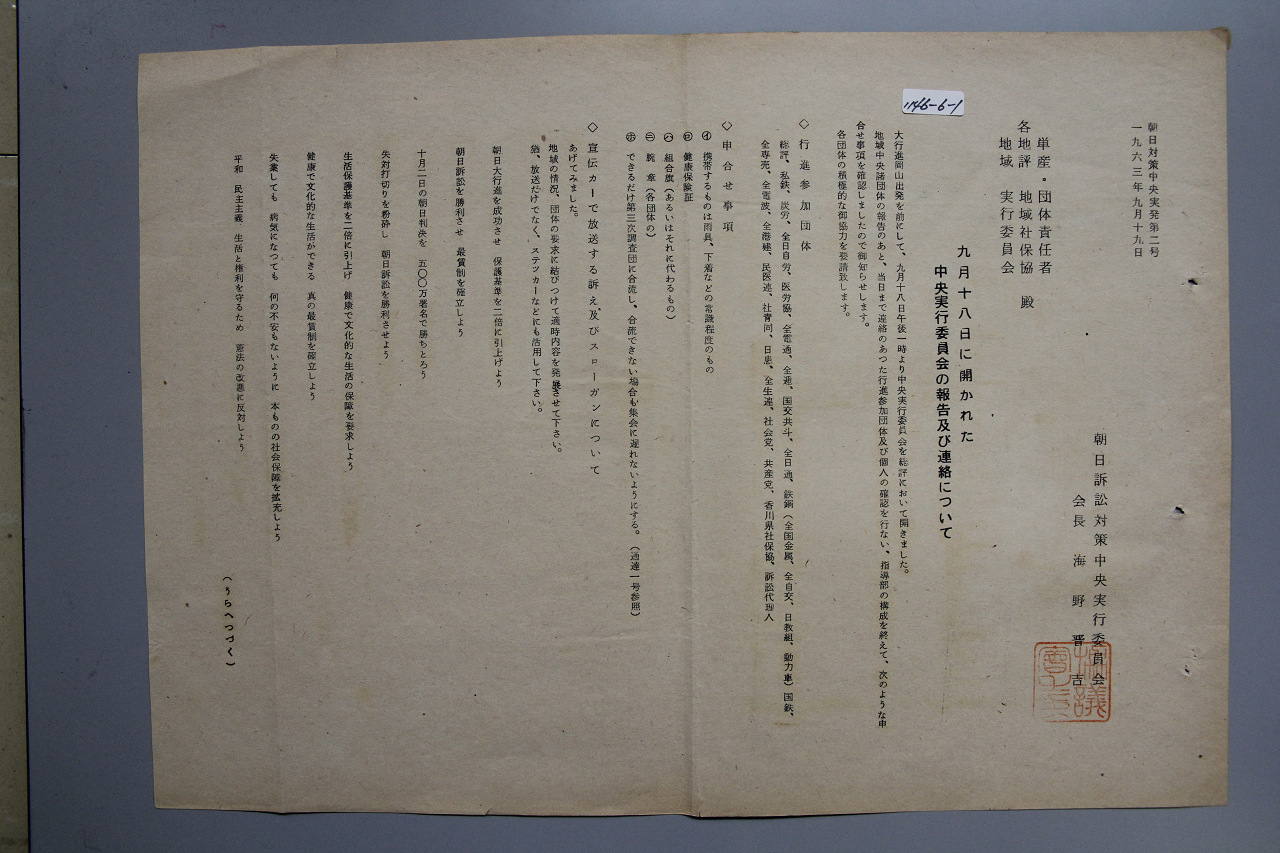 1146-6-1
朝日対策中央実発第二号
一九六三年九月十九日
朝日訴訟対策中央実行委員会
会長 海野晋吉
単産・団体責任者
各地評 地域社保協 殿
地域 実行委員会
九月十八日に開かれた
中央実行委員会の報告及び連絡について
大行進岡山出発を前にして、九月十八日午後一時より中央実行委員会を総評において開きました。
地域中央諸団体の報告のあと、当日まで連絡のあつた行進参加団体及び個人の確認を行ない、指導部の構成を終えて、次のような申
合せ事項を確認しましたので御知らせします。
各団体の積極的な御協力を要請致します。
◇行進参加団体
総評、私鉄、炭労、全日自労、医労協、全電通、全逓、国交共斗、全日通、鉄鋼(全国金属、全自交、日教組、動力車)国鉄、
全専売、全電波、全港建、民医連、社青同、日患、全生連、社会党、共産党、香川県社保協、訴訟代理人
◇申合せ事項
㋑ 携帯するものは雨具、下着などの常識程度のもの
㋺ 健康保険証
㋩ 組合旗(あるいはそれに代わるもの)
㊁ 腕 章(各団体の)
㋭ できるだけ第三次調査団に合流し、合流できない場合も集会に遅れないようにする。(通達一号参照)
◇宣伝カーで放送する訴え、及びスローガンについて
あげてみました。
地域の情況、団体の要求に結びつけて適時内容を発展させて下さい。
猶、放送だけでなく、ステッカーなどにも活用して下さい。
朝日大行進を成功させ 保護基準を二倍に引上げよう
朝日訴訟を勝利させ 最賃制を確立しよう
十月二日の朝日判決を 五〇〇万署名で勝ちとろう
失対打切りを粉砕し 朝日訴訟を勝利させよう
生活保護基準を二倍に引上げ 健康で文化的な生活の保障を要求しよう
健康で文化的な生活ができる 真の最賃制を確立しよう
失業しても 病気になつても 何の不安もないように 本ものの社会保障を拡充しよう
平和 民主主義 生活と権利を守るため 憲法の改悪に反対しよう
(うらへつづく)